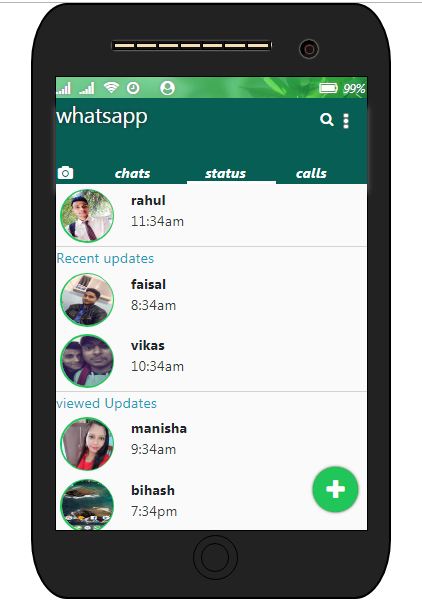 99%
whatsapp
chats status calls
rahul
11:34am
Recent updates
faisal
8:34am
vikas
10:34am
viewed Updates
manisha
9:34am
bihash
7:34pm